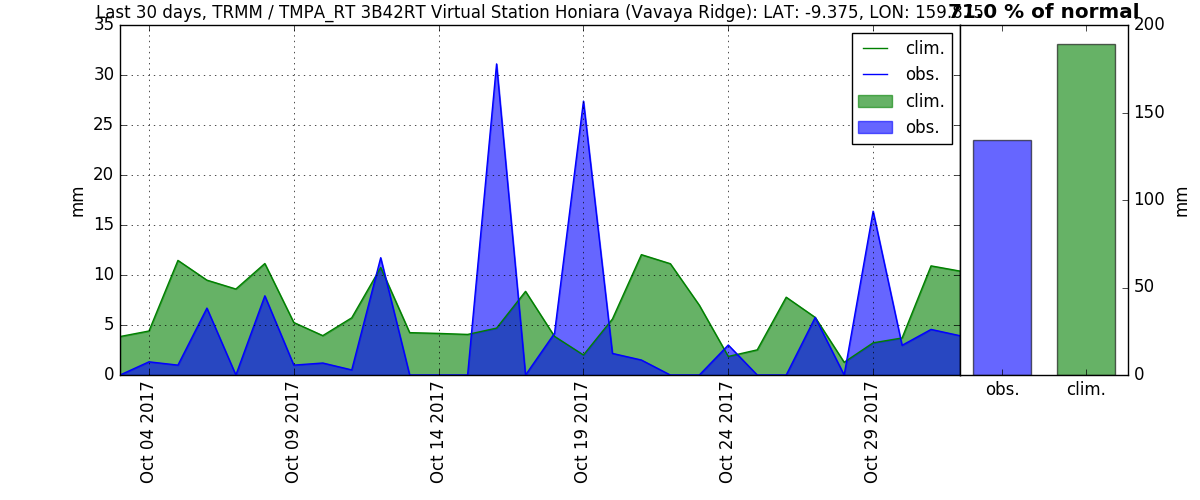 Last 30 days, TRMM / TMPA_RT 3B42RT Virtual Station Honiara (Vavaya Ridge): LAT: -9.375, LON:
71.0 % of normal
35
30
25
20
15
10
5
0
mm
clim.
obs.
clim.
obs.
Oct 04 2017
Oct 09 2017
Oct 14 2017
Oct 19 2017
Oct 24 2017
Oct 29 2017
200
150
100
50
0
mm
obs.
clim.